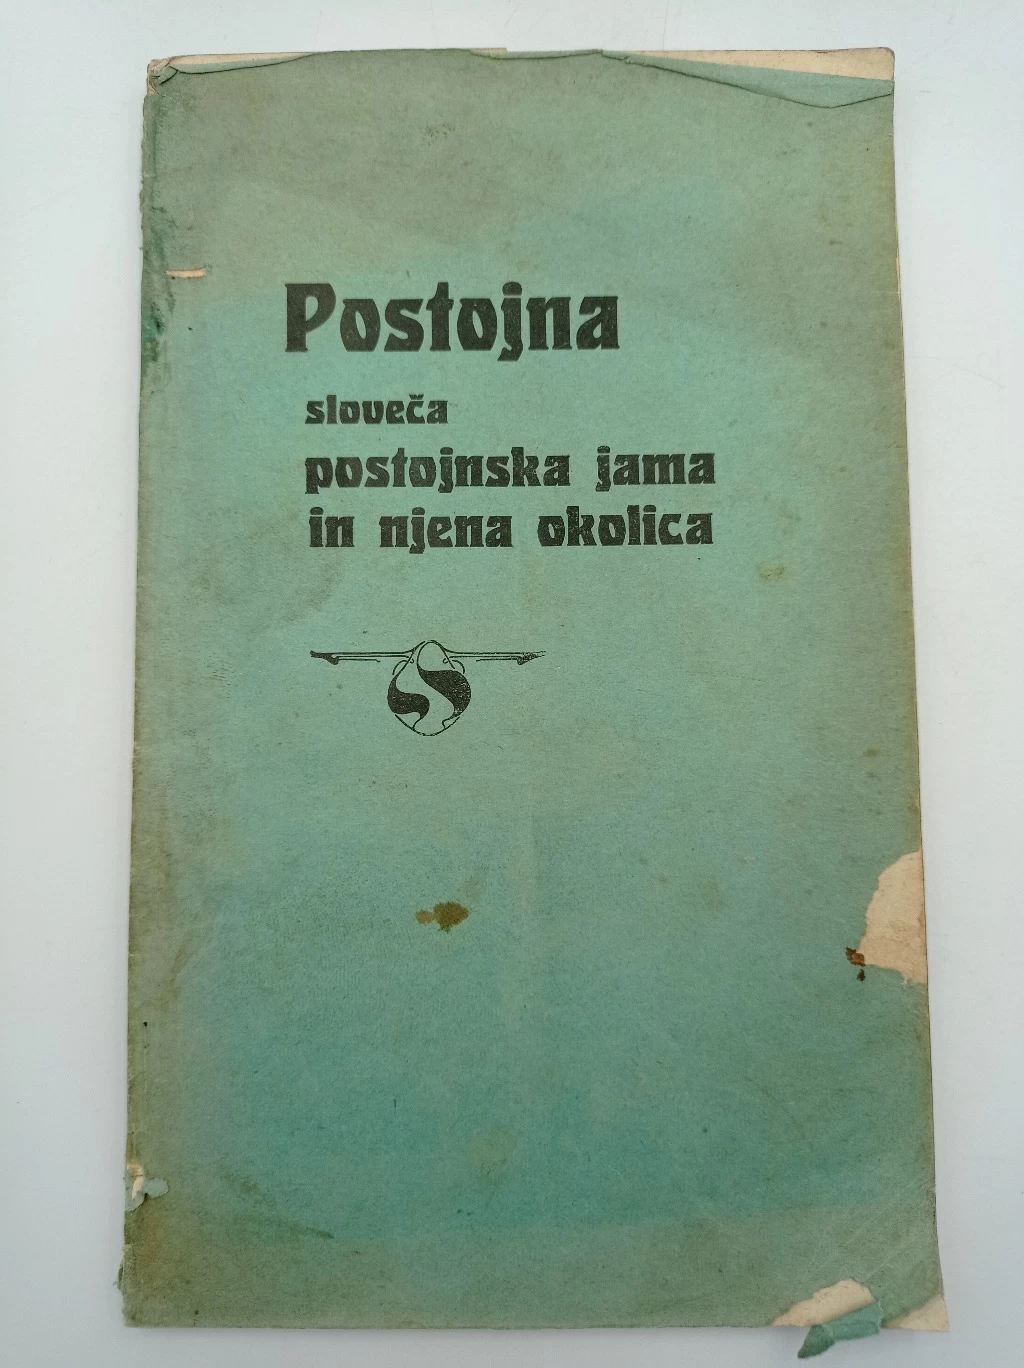 Postojna
sloveča
postojnska jama
in njena okolica